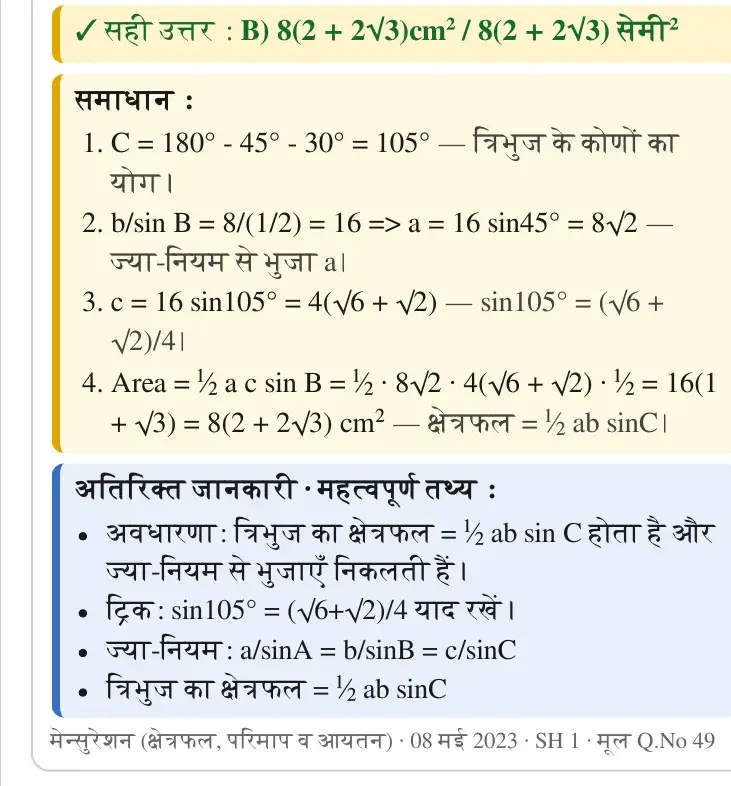 ✓ सही उत्तर : B) 8(2 + 2√3)cm² / 8(2 + 2√3) सेमी²
समाधान :
1. C = 180° - 45° - 30° = 105° — त्रिभुज के कोणों का
योग।
2. b/sin B = 8/(1/2) = 16 => a = 16 sin45° = 8√2 —
ज्या-नियम से भुजा a।
3. c = 16 sin105° = 4(√6 + √2) — sin105° = (√6 +
√2)/4।
4. Area = ½ a c sin B = ½ · 8√2 · 4(√6 + √2) · ½ = 16(1
+ √3) = 8(2 + 2√3) cm² — क्षेत्रफल = ½ ab sinC।
अतिरिक्त जानकारी · महत्वपूर्ण तथ्य :
• अवधारणा : त्रिभुज का क्षेत्रफल = ½ ab sin C होता है और
ज्या-नियम से भुजाएँ निकलती हैं।
• ट्रिक : sin105° = (√6+√2)/4 याद रखें।
• ज्या-नियम : a/sinA = b/sinB = c/sinC
• त्रिभुज का क्षेत्रफल = ½ ab sinC
मेन्सुरेशन (क्षेत्रफल, परिमाप व आयतन) · 08 मई 2023 · SH 1 · मूल Q.No 49